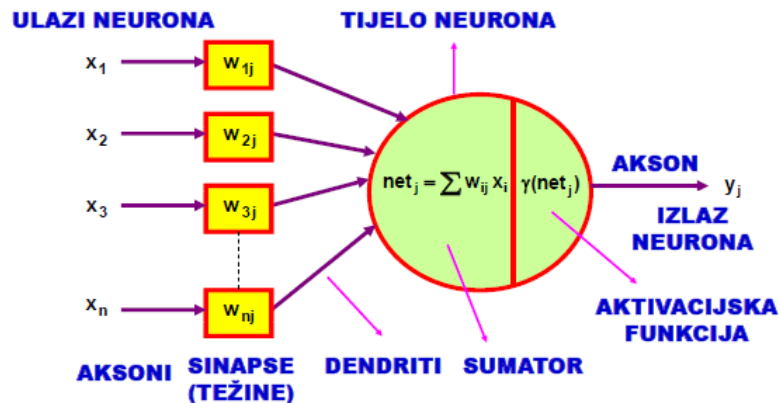 ULAZI NEURONA
TIJELO NEURONA
x1
w1j
x2
w2j
x3
w3j
xn
wnj
netj = ∑ wij xi
γ(netj)
AKSON
yj
IZLAZ
NEURONA
AKTIVACIJSKA
FUNKCIJA
AKSONI
SINAPSE
(TEŽINE)
DENDRITI
SUMATOR